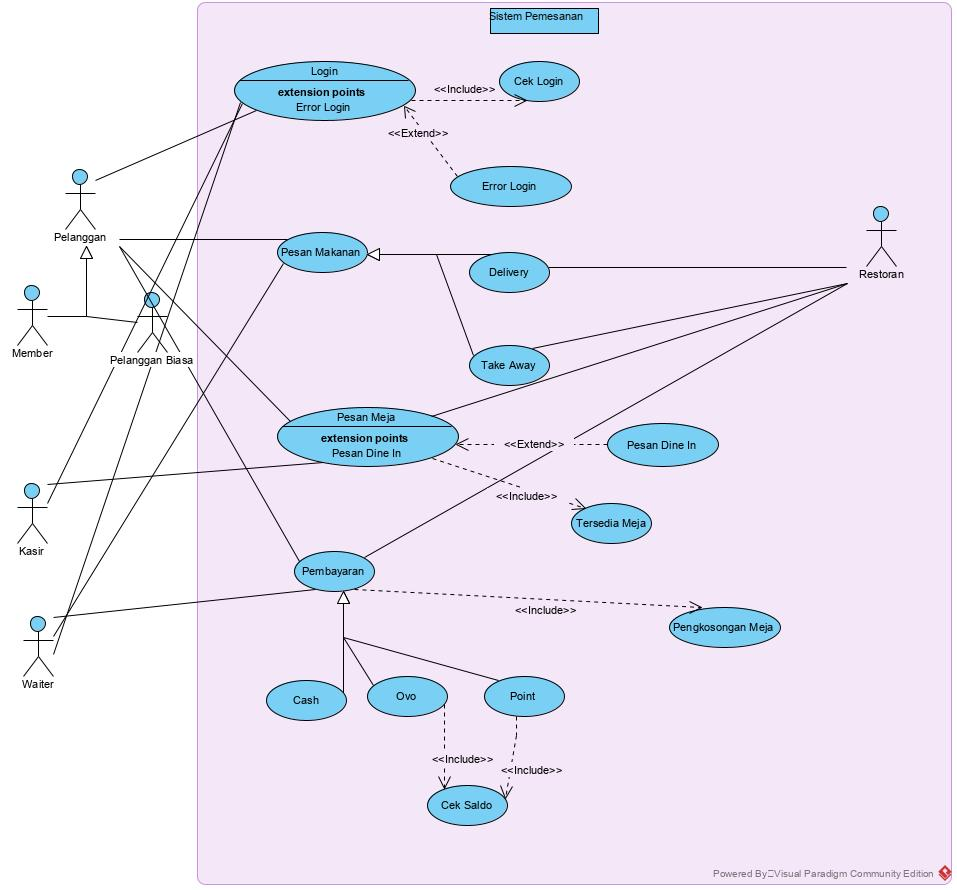 Sistem Pemesanan
Login
extension points
Error Login
<<Include>>
Cek Login
<<Extend>>
Error Login
Pelanggan
Pesan Makanan
Delivery
Restoran
Member
Pelanggan Biasa
Take Away
Pesan Meja
extension points
Pesan Dine In
<<Extend>>
Pesan Dine In
<<Include>>
Tersedia Meja
Kasir
Pembayaran
<<Include>>
Pengkosongan Meja
Waiter
Cash
Ovo
Point
<<Include>>
<<Include>>
Cek Saldo
Powered By Visual Paradigm Community Edition